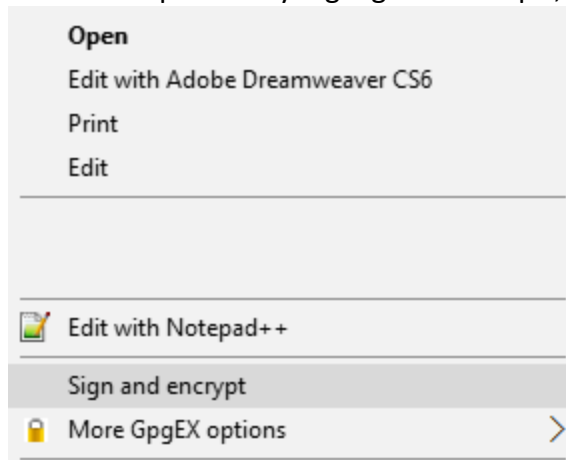 Open
Edit with Adobe Dreamweaver CS6
Print
Edit
Edit with Notepad++
Sign and encrypt
More GpgEX options